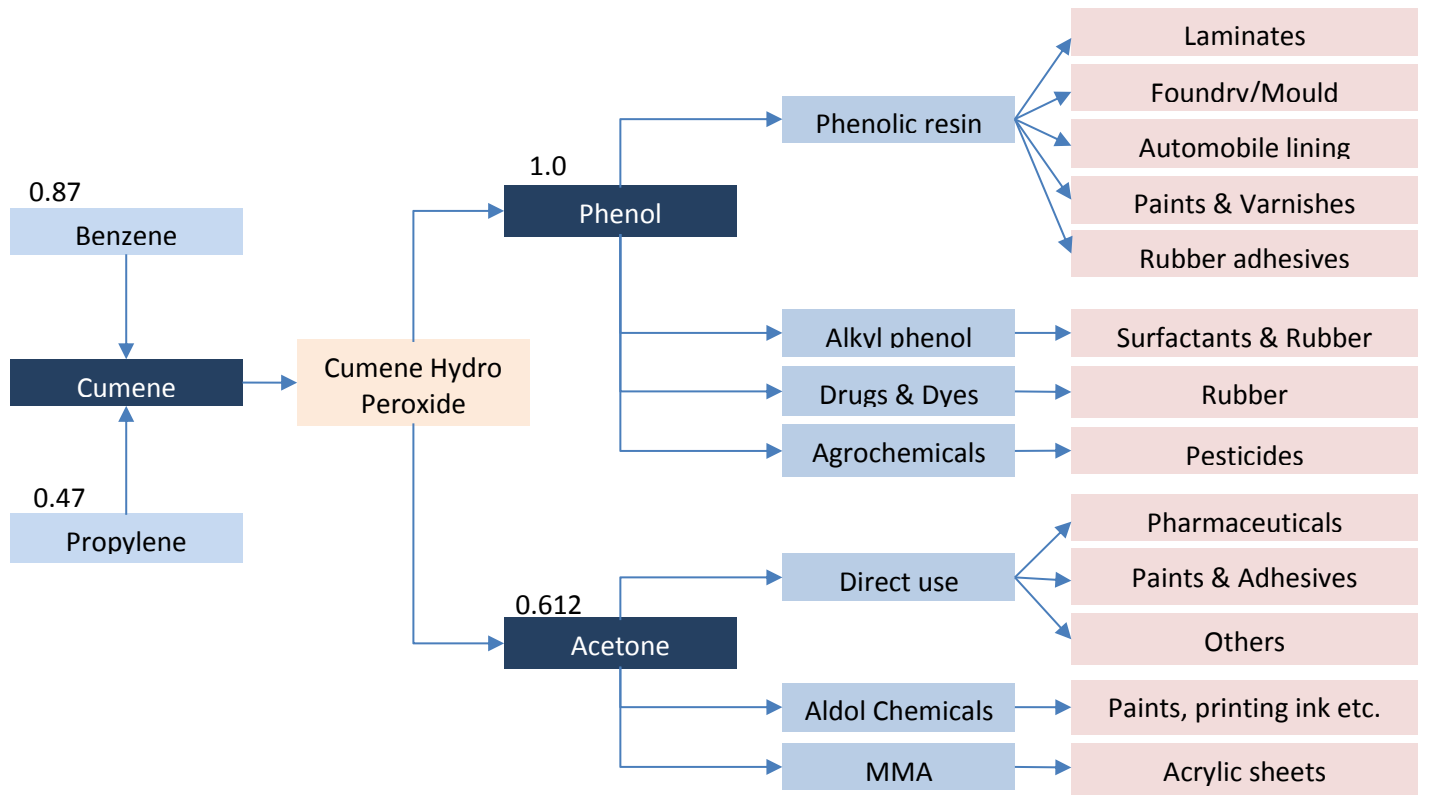 0.87
Benzene
Cumene
0.47
Propylene
Cumene Hydro
Peroxide
1.0
Phenol
0.612
Acetone
Phenolic resin
Alkyl phenol
Drugs & Dyes
Agrochemicals
Direct use
Aldol Chemicals
MMA
Laminates
Foundry/Mould
Automobile lining
Paints & Varnishes
Rubber adhesives
Surfactants & Rubber
Rubber
Pesticides
Pharmaceuticals
Paints & Adhesives
Others
Paints, printing ink etc.
Acrylic sheets